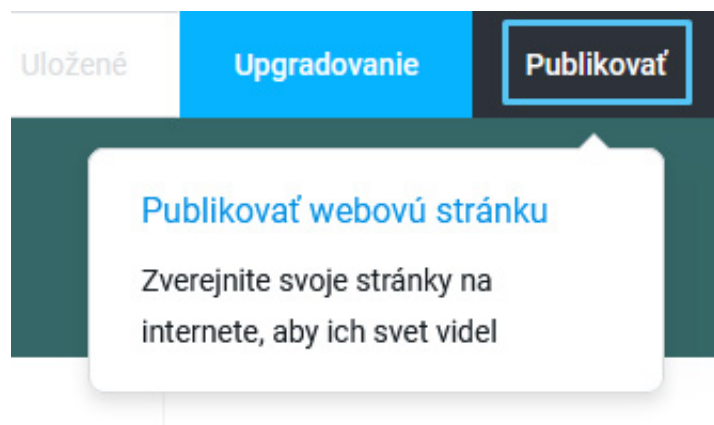 Uložené Upgradovanie Publikovať
Publikovať webovú stránku
Zverejnite svoje stránky na
internete, aby ich svet videl